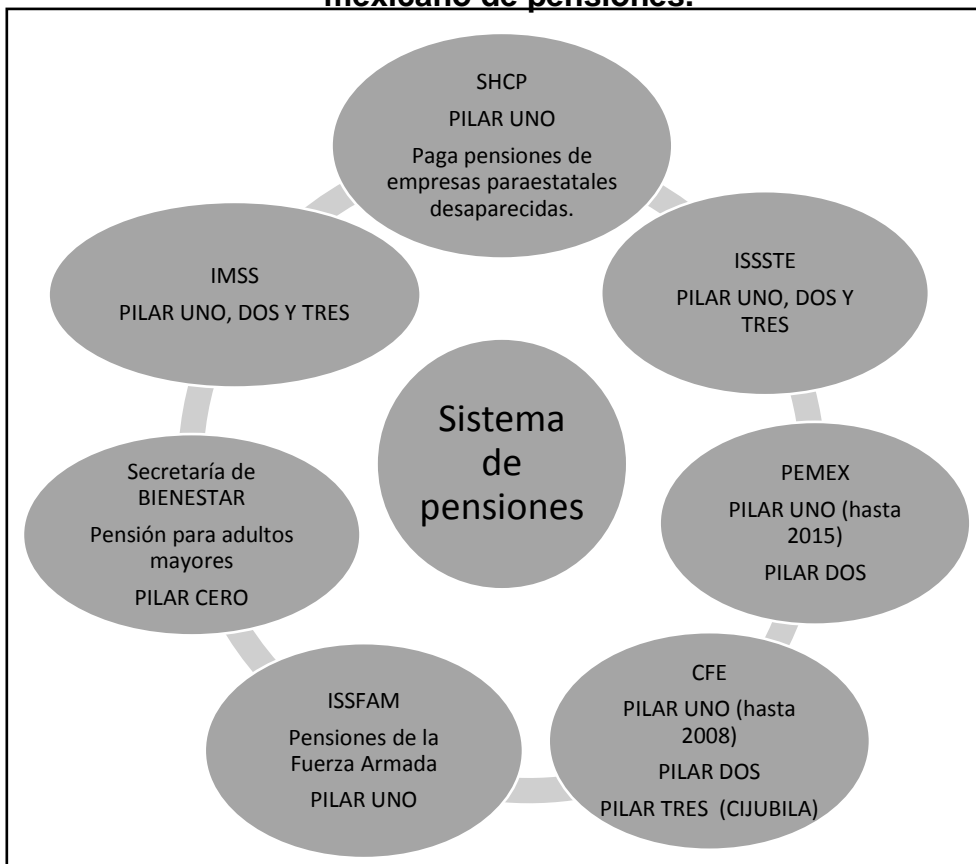 mexicano de pensiones.
SHCP
PILAR UNO
Paga pensiones de
empresas paraestatales
desaparecidas.
ISSSTE
PILAR UNO, DOS Y
TRES
PEMEX
PILAR UNO (hasta
2015)
PILAR DOS
CFE
PILAR UNO (hasta
2008)
PILAR DOS
PILAR TRES (CIJUBILA)
ISSFAM
Pensiones de la
Fuerza Armada
PILAR UNO
Secretaría de
BIENESTAR
Pensión para adultos
mayores
PILAR CERO
IMSS
PILAR UNO, DOS Y TRES
Sistema
de
pensiones